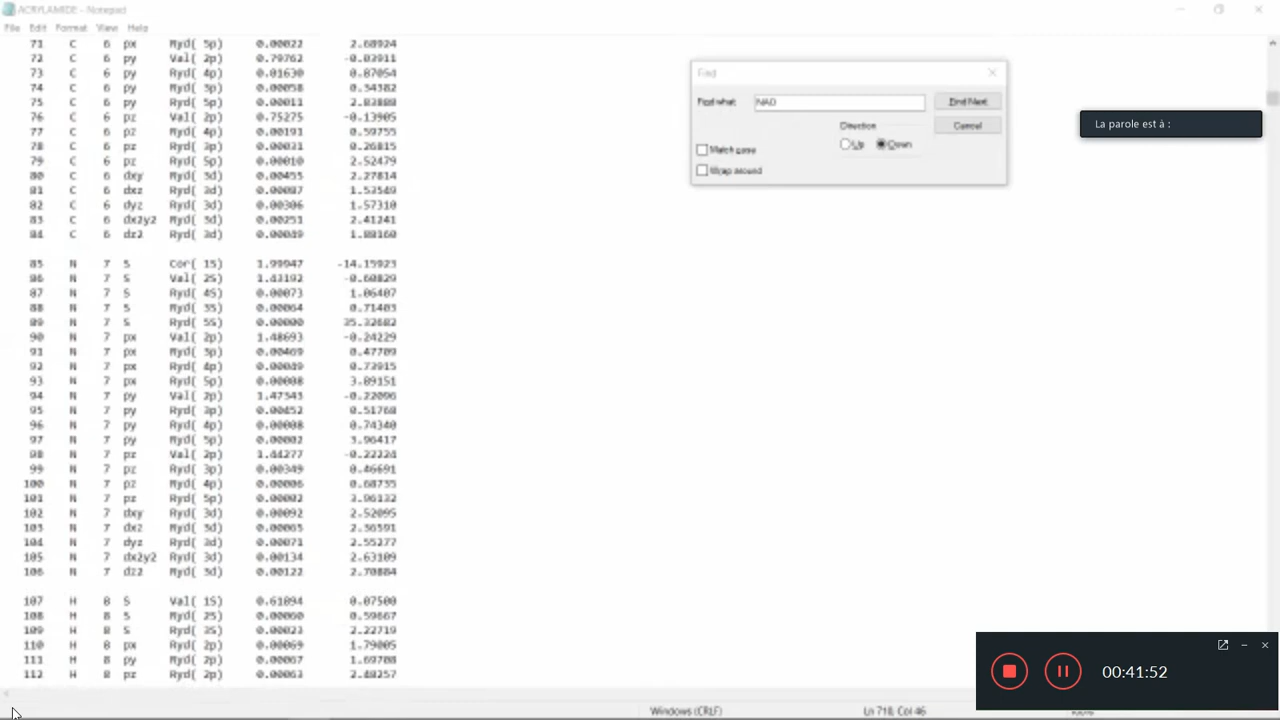 ACRYLAMIDE - Notepad
File Edit Format View Help
71 C 6 px Ryd( 5p) 0.00022 2.68924
72 C 6 py Val( 2p) 0.79762 -0.03911
73 C 6 py Ryd( 4p) 0.01630 0.87054
74 C 6 py Ryd( 3p) 0.00058 0.34382
75 C 6 py Ryd( 5p) 0.00011 2.83888
76 C 6 pz Val( 2p) 0.75275 -0.13905
77 C 6 pz Ryd( 4p) 0.00191 0.59755
78 C 6 pz Ryd( 3p) 0.00031 0.26815
79 C 6 pz Ryd( 5p) 0.00010 2.52479
80 C 6 dxy Ryd( 3d) 0.00455 2.27814
81 C 6 dxz Ryd( 3d) 0.00087 1.53549
82 C 6 dyz Ryd( 3d) 0.00306 1.57310
83 C 6 dx2y2 Ryd( 3d) 0.00251 2.41241
84 C 6 dz2 Ryd( 3d) 0.00049 1.88160
85 N 7 S Cor( 1S) 1.99947 -14.15923
86 N 7 S Val( 2S) 1.43192 -0.60829
87 N 7 S Ryd( 4S) 0.00073 1.06407
88 N 7 S Ryd( 3S) 0.00064 0.71403
89 N 7 S Ryd( 5S) 0.00000 35.32682
90 N 7 px Val( 2p) 1.48693 -0.24229
91 N 7 px Ryd( 3p) 0.00469 0.47709
92 N 7 px Ryd( 4p) 0.00049 0.73915
93 N 7 px Ryd( 5p) 0.00008 3.89151
94 N 7 py Val( 2p) 1.47343 -0.22096
95 N 7 py Ryd( 3p) 0.00452 0.51768
96 N 7 py Ryd( 4p) 0.00008 0.74340
97 N 7 py Ryd( 5p) 0.00002 3.96417
98 N 7 pz Val( 2p) 1.44277 -0.22224
99 N 7 pz Ryd( 3p) 0.00349 0.46691
100 N 7 pz Ryd( 4p) 0.00006 0.68735
101 N 7 pz Ryd( 5p) 0.00002 3.96132
102 N 7 dxy Ryd( 3d) 0.00092 2.52095
103 N 7 dxz Ryd( 3d) 0.00065 2.36591
104 N 7 dyz Ryd( 3d) 0.00071 2.55277
105 N 7 dx2y2 Ryd( 3d) 0.00134 2.63109
106 N 7 dz2 Ryd( 3d) 0.00122 2.70884
107 H 8 S Val( 1S) 0.61894 0.07500
108 H 8 S Ryd( 2S) 0.00060 0.59667
109 H 8 S Ryd( 3S) 0.00023 2.22719
110 H 8 px Ryd( 2p) 0.00069 1.79005
111 H 8 py Ryd( 2p) 0.00067 1.69708
112 H 8 pz Ryd( 2p) 0.00063 2.48257
Find
Find what: NAO
Find Next
Direction
Cancel
Up Down
Match case
Wrap around
La parole est à :
00:41:52
Windows (CRLF) Ln 718, Col 46